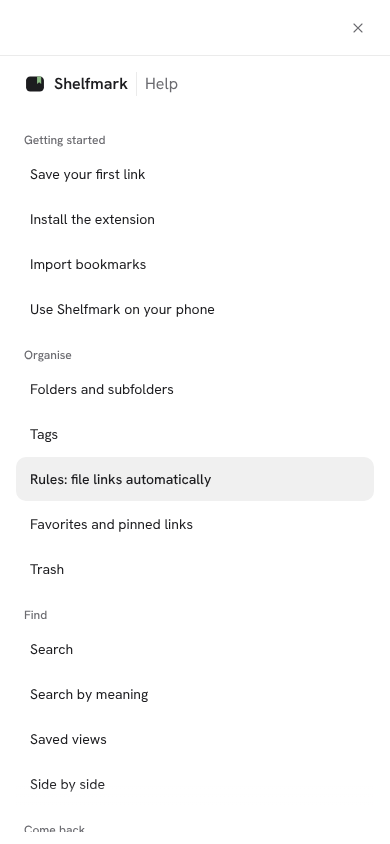 Shelfmark
Help
Getting started
Save your first link
Install the extension
Import bookmarks
Use Shelfmark on your phone
Organise
Folders and subfolders
Tags
Rules: file links automatically
Favorites and pinned links
Trash
Find
Search
Search by meaning
Saved views
Side by side
Come back